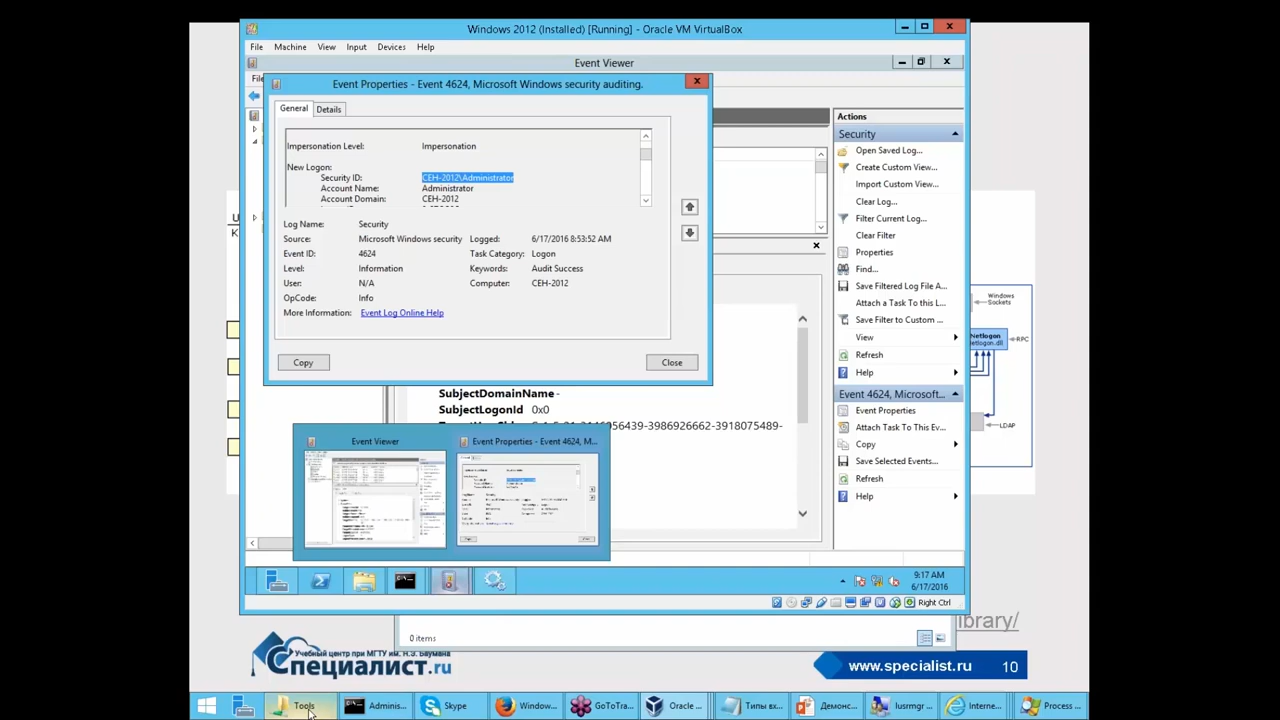 Windows 2012 (Installed) [Running] - Oracle VM VirtualBox
File Machine View Input Devices Help
Event Viewer
Event Properties - Event 4624, Microsoft Windows security auditing.
General Details
Impersonation Level: Impersonation
New Logon:
Security ID: CEH-2012\Administrator
Account Name: Administrator
Account Domain: CEH-2012
Log Name: Security
Source: Microsoft Windows security Logged: 6/17/2016 8:53:52 AM
Event ID: 4624 Task Category: Logon
Level: Information Keywords: Audit Success
User: N/A Computer: CEH-2012
OpCode: Info
More Information: Event Log Online Help
Copy Close
Actions
Security
Open Saved Log...
Create Custom View...
Import Custom View...
Clear Log...
Filter Current Log...
Clear Filter
Properties
Find...
Save Filtered Log File A...
Attach a Task To this L...
Save Filter to Custom ...
View
Refresh
Help
Event 4624, Microsoft...
Event Properties
Attach Task To This Ev...
Copy
Save Selected Events...
Refresh
Help
Windows
Sockets
Netlogon
netlogon.dll
RPC
LDAP
SubjectDomainName -
SubjectLogonId 0x0
Event Viewer
Event Properties - Event 4624, M...
9:17 AM
6/17/2016
Right Ctrl
ibrary/
0 items
Учебный центр при МГТУ им. Н.Э. Баумана
Специалист.ru
www.specialist.ru 10
Tools Adminis... Skype Window... GoToTra... Oracle ... Типы вх... Демонс... lusrmgr ... Interne... Process ...